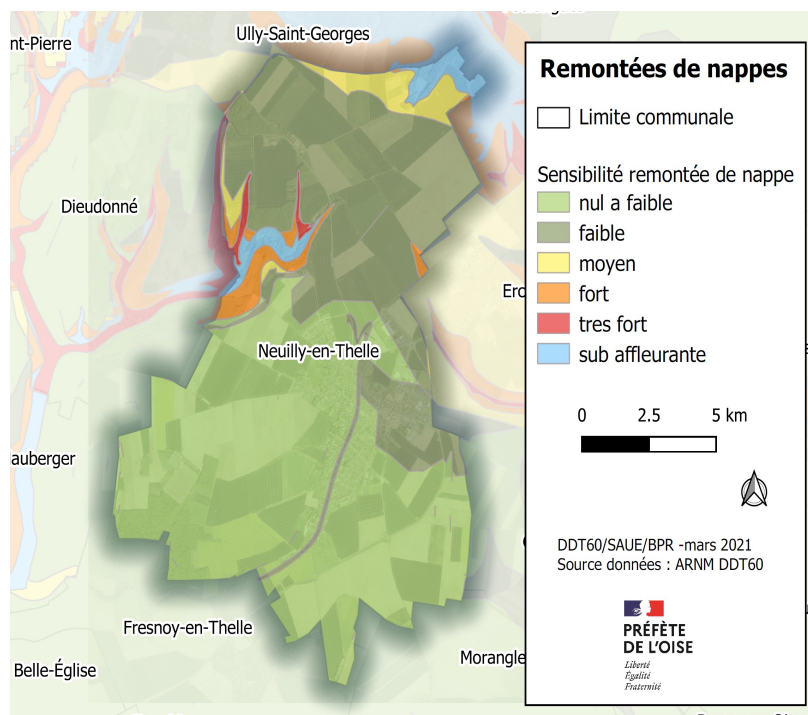 nt-Pierre
Ully-Saint-Georges
Dieudonné
Ero
Neuilly-en-Thelle
auberger
Fresnoy-en-Thelle
Belle-Église
Morangle
Remontées de nappes
Limite communale
Sensibilité remontée de nappe
nul a faible
faible
moyen
fort
tres fort
sub affleurante
0 2.5 5 km
DDT60/SAUE/BPR -mars 2021
Source données : ARNM DDT60
PRÉFÈTE
DE L'OISE
Liberté
Égalité
Fraternité